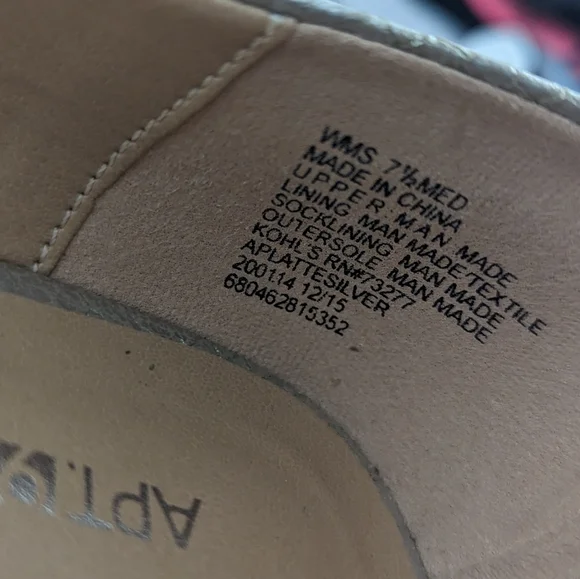 WMS 7½MED
MADE IN CHINA
UPPER MAN MADE
LINING MAN MADE/TEXTILE
SOCKLINING MAN MADE
OUTERSOLE MAN MADE
KOHL'S RN#73277
APLATTESILVER
200114 12/15
680462815352
APT.